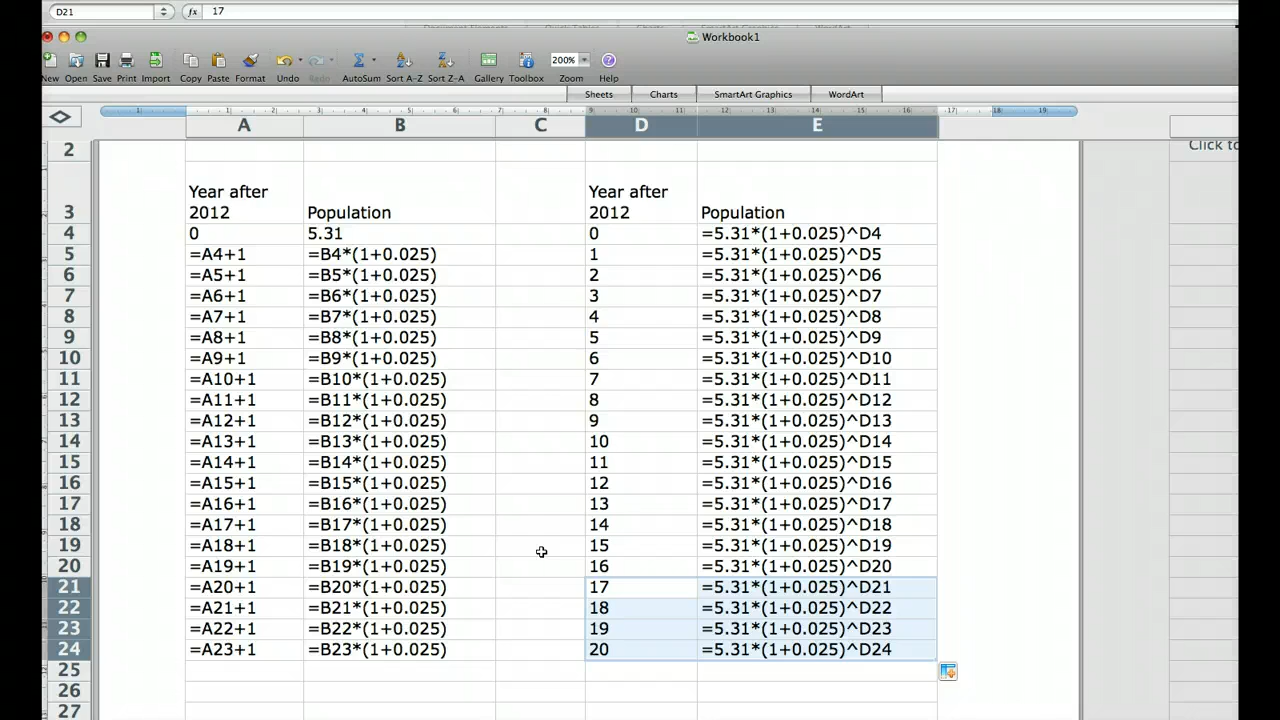 D21 fx 17
Workbook1
New Open Save Print Import Copy Paste Format Undo Redo AutoSum Sort A-Z Sort Z-A Gallery Toolbox 200% Zoom Help
Sheets Charts SmartArt Graphics WordArt
A B C D E
2 Click to
Year after Year after
3 2012 Population 2012 Population
4 0 5.31 0 =5.31*(1+0.025)^D4
5 =A4+1 =B4*(1+0.025) 1 =5.31*(1+0.025)^D5
6 =A5+1 =B5*(1+0.025) 2 =5.31*(1+0.025)^D6
7 =A6+1 =B6*(1+0.025) 3 =5.31*(1+0.025)^D7
8 =A7+1 =B7*(1+0.025) 4 =5.31*(1+0.025)^D8
9 =A8+1 =B8*(1+0.025) 5 =5.31*(1+0.025)^D9
10 =A9+1 =B9*(1+0.025) 6 =5.31*(1+0.025)^D10
11 =A10+1 =B10*(1+0.025) 7 =5.31*(1+0.025)^D11
12 =A11+1 =B11*(1+0.025) 8 =5.31*(1+0.025)^D12
13 =A12+1 =B12*(1+0.025) 9 =5.31*(1+0.025)^D13
14 =A13+1 =B13*(1+0.025) 10 =5.31*(1+0.025)^D14
15 =A14+1 =B14*(1+0.025) 11 =5.31*(1+0.025)^D15
16 =A15+1 =B15*(1+0.025) 12 =5.31*(1+0.025)^D16
17 =A16+1 =B16*(1+0.025) 13 =5.31*(1+0.025)^D17
18 =A17+1 =B17*(1+0.025) 14 =5.31*(1+0.025)^D18
19 =A18+1 =B18*(1+0.025) 15 =5.31*(1+0.025)^D19
20 =A19+1 =B19*(1+0.025) 16 =5.31*(1+0.025)^D20
21 =A20+1 =B20*(1+0.025) 17 =5.31*(1+0.025)^D21
22 =A21+1 =B21*(1+0.025) 18 =5.31*(1+0.025)^D22
23 =A22+1 =B22*(1+0.025) 19 =5.31*(1+0.025)^D23
24 =A23+1 =B23*(1+0.025) 20 =5.31*(1+0.025)^D24
25
26
27